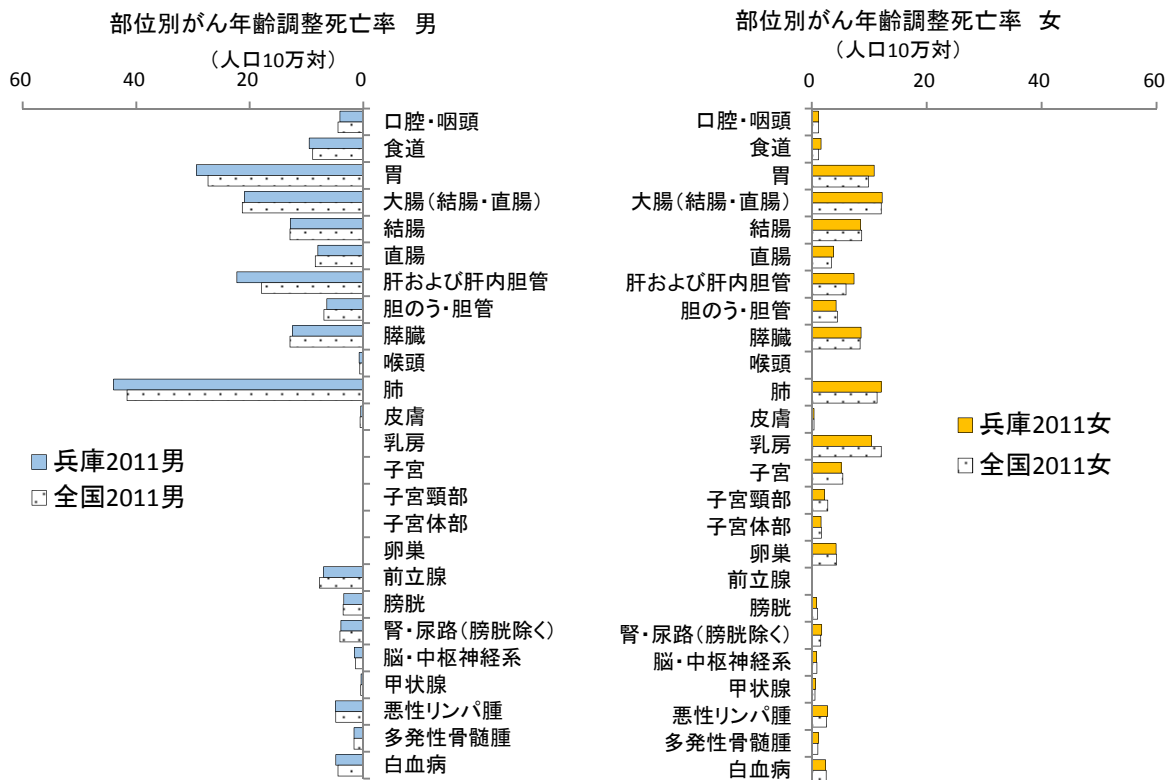 部位別がん年齢調整死亡率 男
(人口10万対)
60 40 20 0
口腔・咽頭
食道
胃
大腸(結腸・直腸)
結腸
直腸
肝および肝内胆管
胆のう・胆管
膵臓
喉頭
肺
皮膚
乳房
子宮
子宮頸部
子宮体部
卵巣
前立腺
膀胱
腎・尿路(膀胱除く)
脳・中枢神経系
甲状腺
悪性リンパ腫
多発性骨髄腫
白血病
兵庫2011男
全国2011男
部位別がん年齢調整死亡率 女
(人口10万対)
0 20 40 60
口腔・咽頭
食道
胃
大腸(結腸・直腸)
結腸
直腸
肝および肝内胆管
胆のう・胆管
膵臓
喉頭
肺
皮膚
乳房
子宮
子宮頸部
子宮体部
卵巣
前立腺
膀胱
腎・尿路(膀胱除く)
脳・中枢神経系
甲状腺
悪性リンパ腫
多発性骨髄腫
白血病
兵庫2011女
全国2011女